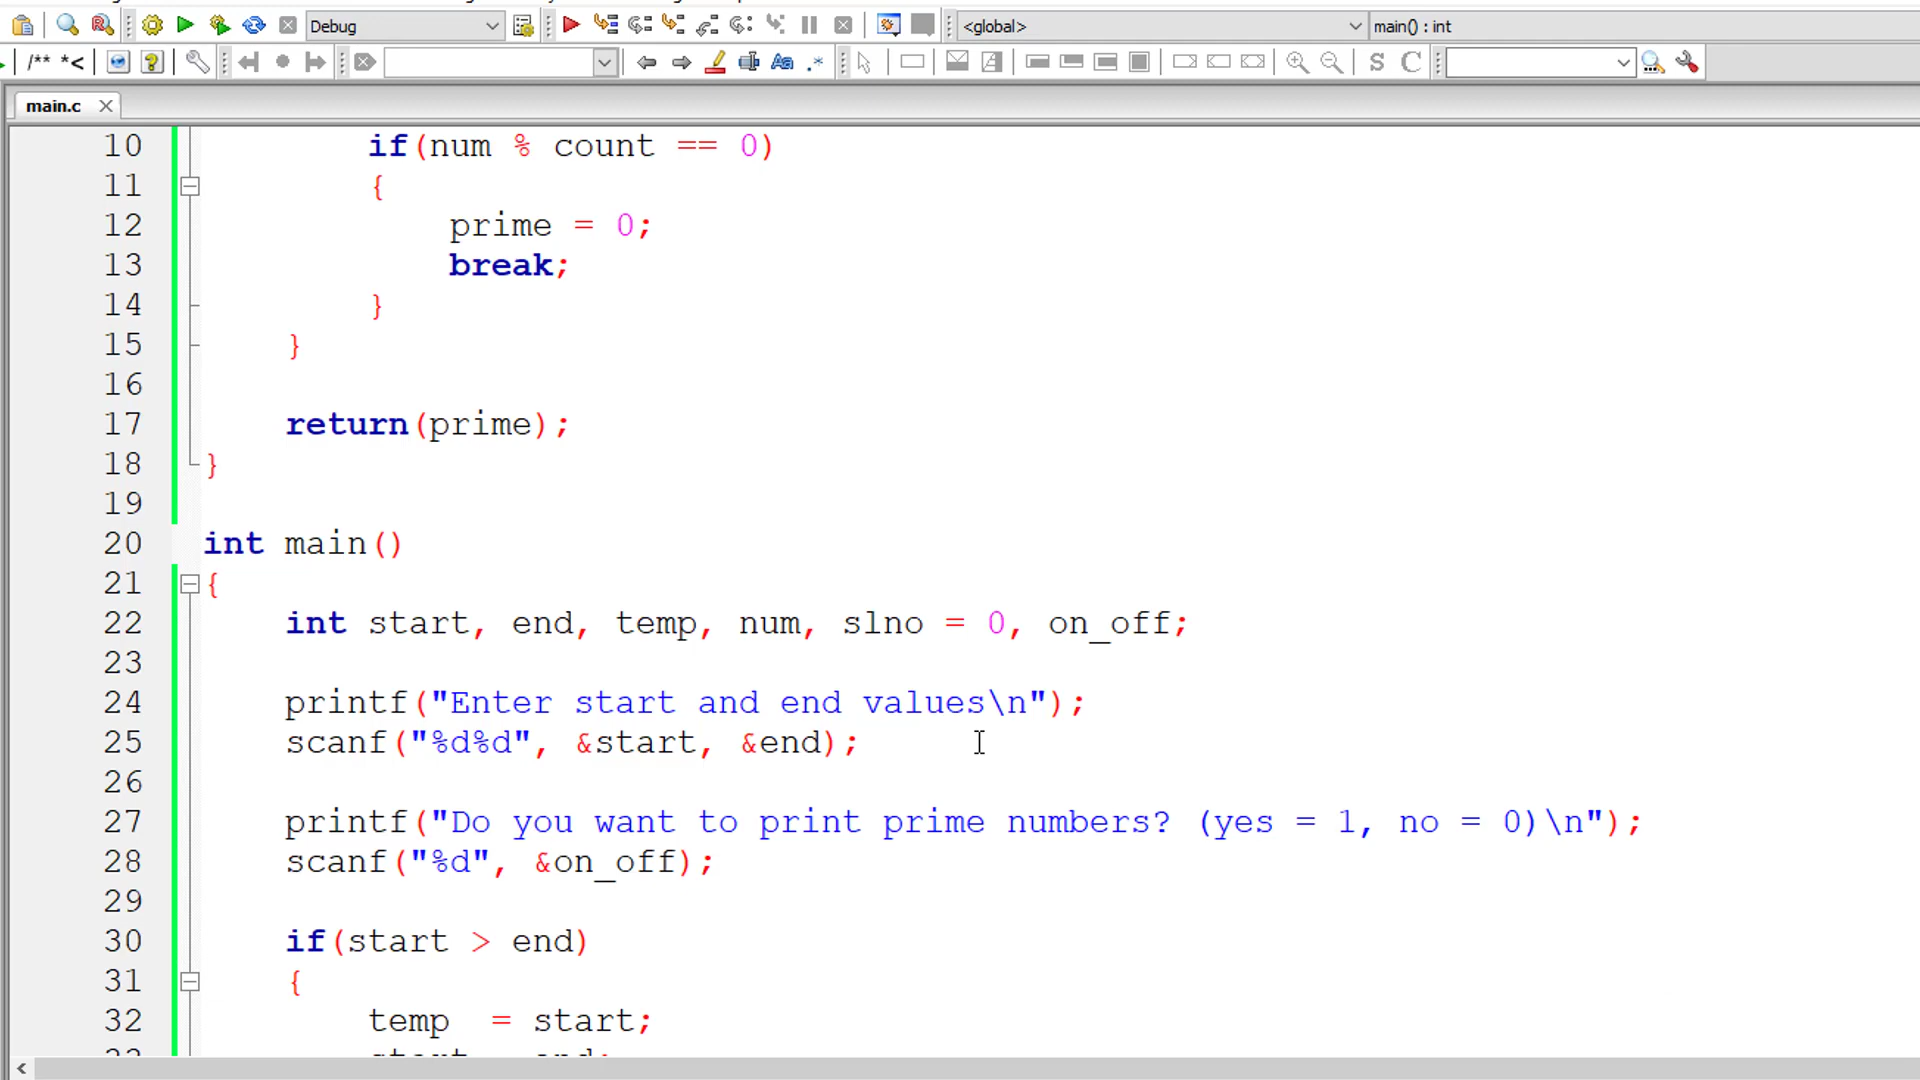 Debug
<global>
main() : int
/** *<
Aa
.*
S
C
main.c
10 if(num % count == 0)
11 {
12 prime = 0;
13 break;
14 }
15 }
16
17 return(prime);
18 }
19
20 int main()
21 {
22 int start, end, temp, num, slno = 0, on_off;
23
24 printf("Enter start and end values\n");
25 scanf("%d%d", &start, &end);
26
27 printf("Do you want to print prime numbers? (yes = 1, no = 0)\n");
28 scanf("%d", &on_off);
29
30 if(start > end)
31 {
32 temp = start;